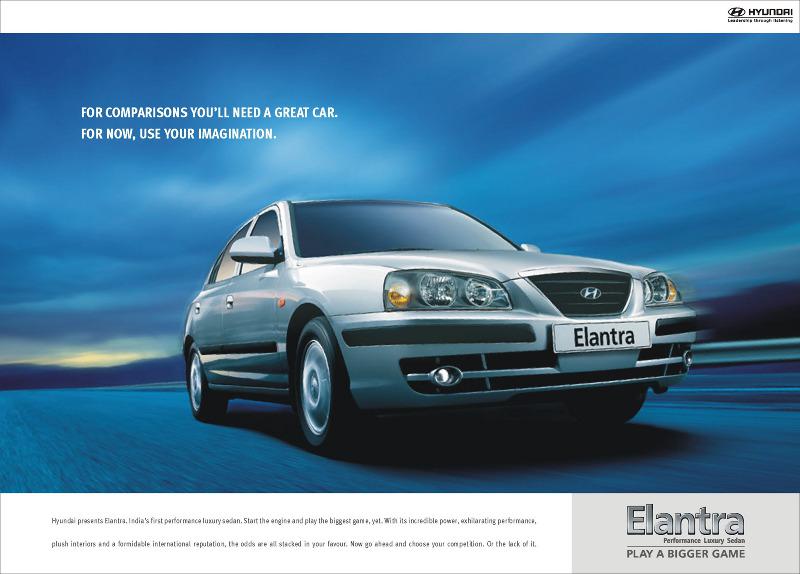 HYUNDAI
Leadership through listening
FOR COMPARISONS YOU'LL NEED A GREAT CAR.
FOR NOW, USE YOUR IMAGINATION.
Elantra
Hyundai presents Elantra. India's first performance luxury sedan. Start the engine and play the biggest game, yet. With its incredible power, exhilarating performance,
plush interiors and a formidable international reputation, the odds are all stacked in your favour. Now go ahead and choose your competition. Or the lack of it.
Elantra
Performance Luxury Sedan
PLAY A BIGGER GAME